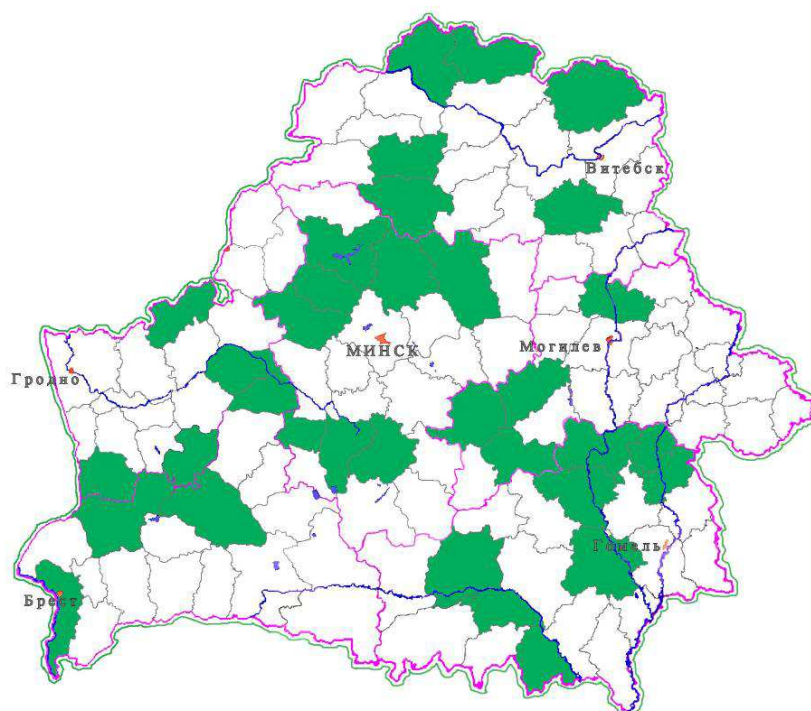 Витебск
МИНСК
Могилев
Гродно
Гомель
Брест